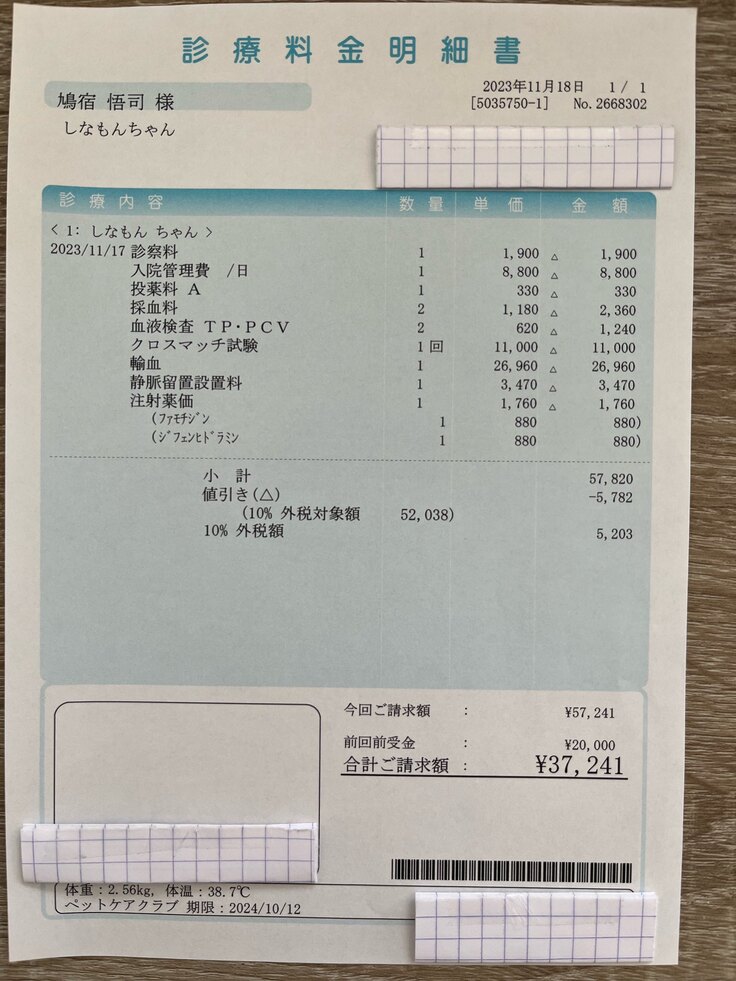 診療料金明細書
2023年11月18日 1 / 1
鳩宿 悟司 様
[5035750-1] No.2668302
しなもんちゃん
診療内容 数量 単価 金額
< 1: しなもん ちゃん >
2023/11/17 診察料 1 1,900 △ 1,900
入院管理費 /日 1 8,800 △ 8,800
投薬料 A 1 330 △ 330
採血料 2 1,180 △ 2,360
血液検査 TP・PCV 2 620 △ 1,240
クロスマッチ試験 1 回 11,000 △ 11,000
輸血 1 26,960 △ 26,960
静脈留置設置料 1 3,470 △ 3,470
注射薬価 1 1,760 △ 1,760
(ファモチジン 1 880 880)
(ジフェンヒドラミン 1 880 880)
小 計 57,820
値引き(△) -5,782
(10% 外税対象額 52,038)
10% 外税額 5,203
今回ご請求額 : ¥57,241
前回前受金 : ¥20,000
合計ご請求額 : ¥37,241
体重:2.56kg, 体温:38.7℃
ペットケアクラブ 期限:2024/10/12